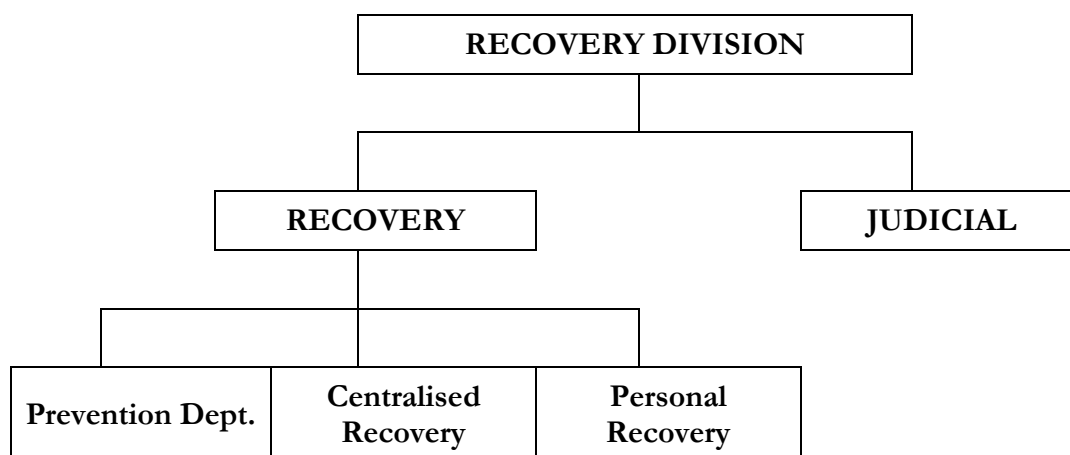 RECOVERY DIVISION
RECOVERY
JUDICIAL
Prevention Dept.
Centralised
Recovery
Personal
Recovery